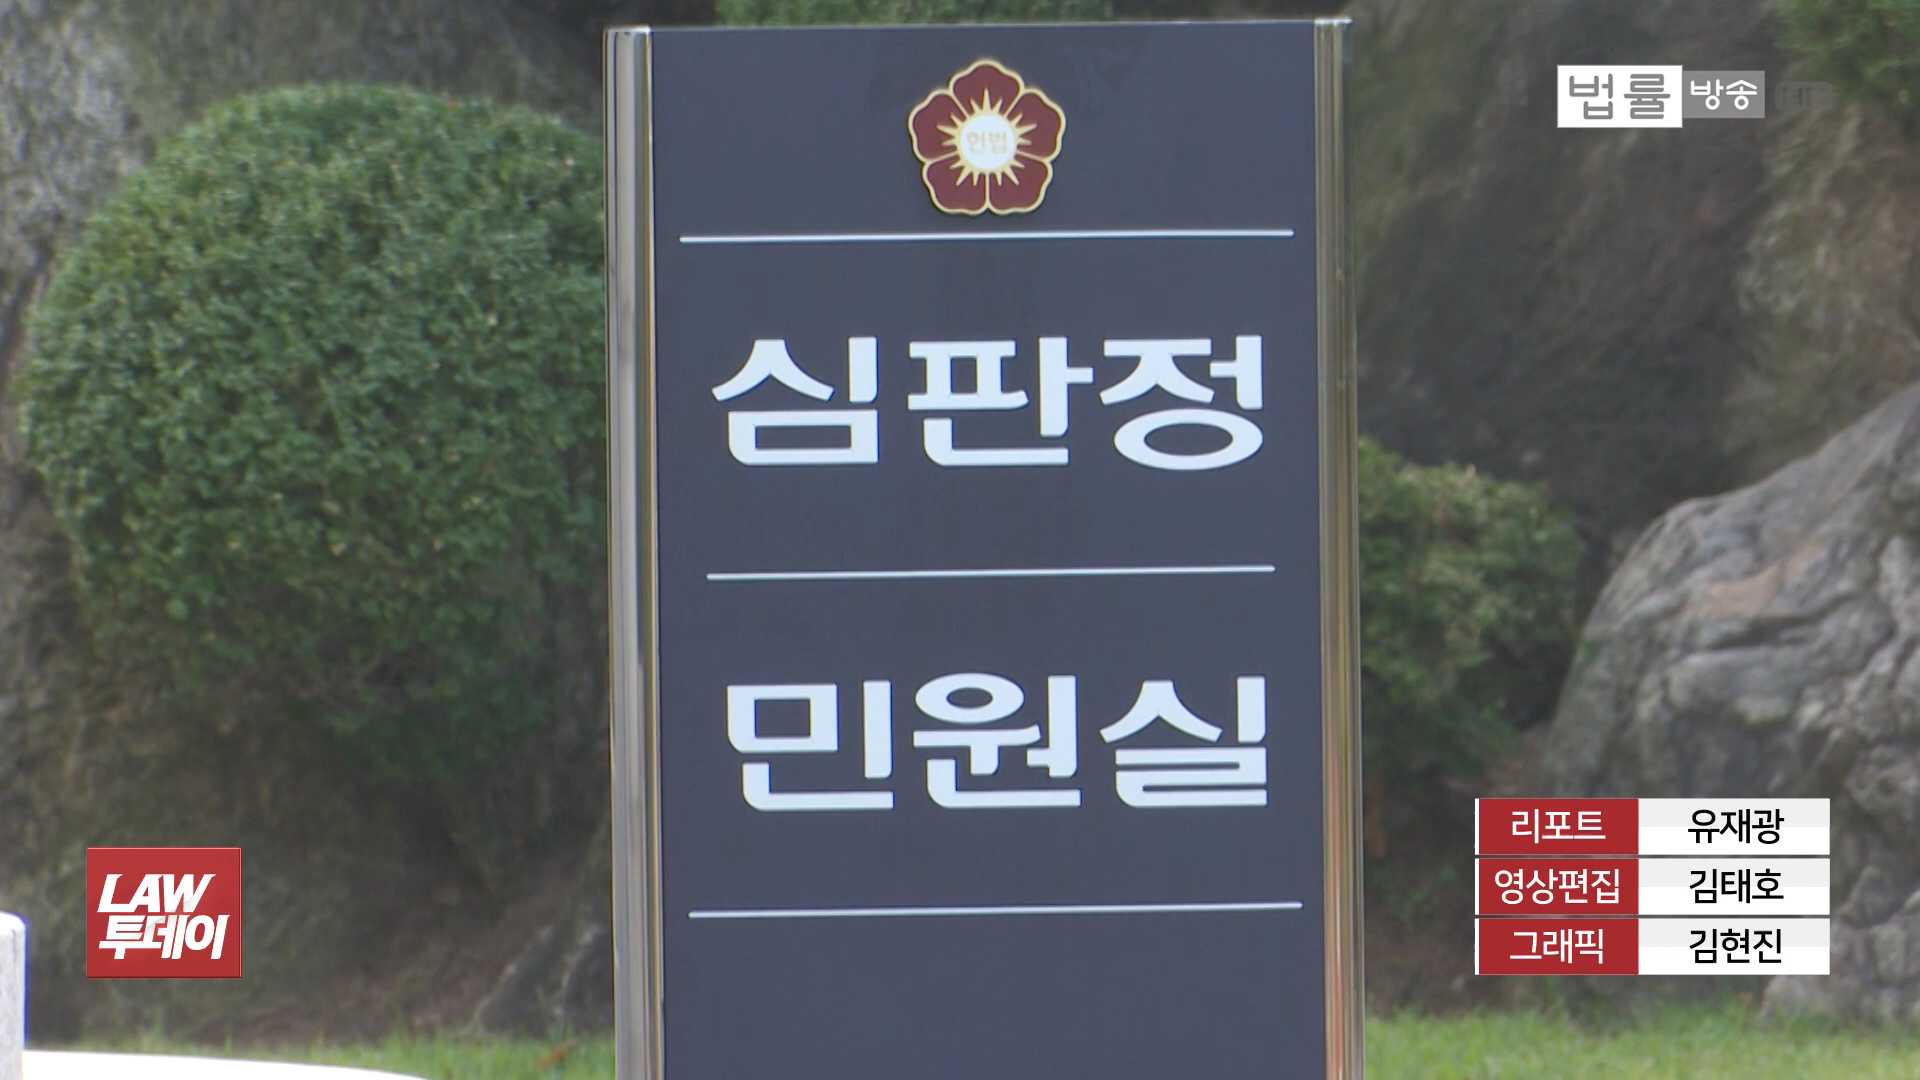 헌법
법률방송
심판정
민원실
LAW
투데이
리포트 유재광
영상편집 김태호
그래픽 김현진